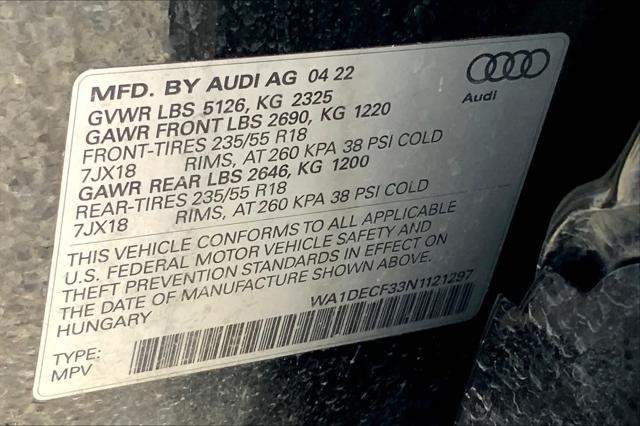 MFD. BY AUDI AG 04 22
Audi
GVWR LBS 5126, KG 2325
GAWR FRONT LBS 2690, KG 1220
FRONT-TIRES 235/55 R18
7JX18 RIMS, AT 260 KPA 38 PSI COLD
GAWR REAR LBS 2646, KG 1200
REAR-TIRES 235/55 R18
7JX18 RIMS, AT 260 KPA 38 PSI COLD
THIS VEHICLE CONFORMS TO ALL APPLICABLE
U.S. FEDERAL MOTOR VEHICLE SAFETY AND
THEFT PREVENTION STANDARDS IN EFFECT ON
THE DATE OF MANUFACTURE SHOWN ABOVE.
HUNGARY WA1DECF33N1121297
TYPE:
MPV